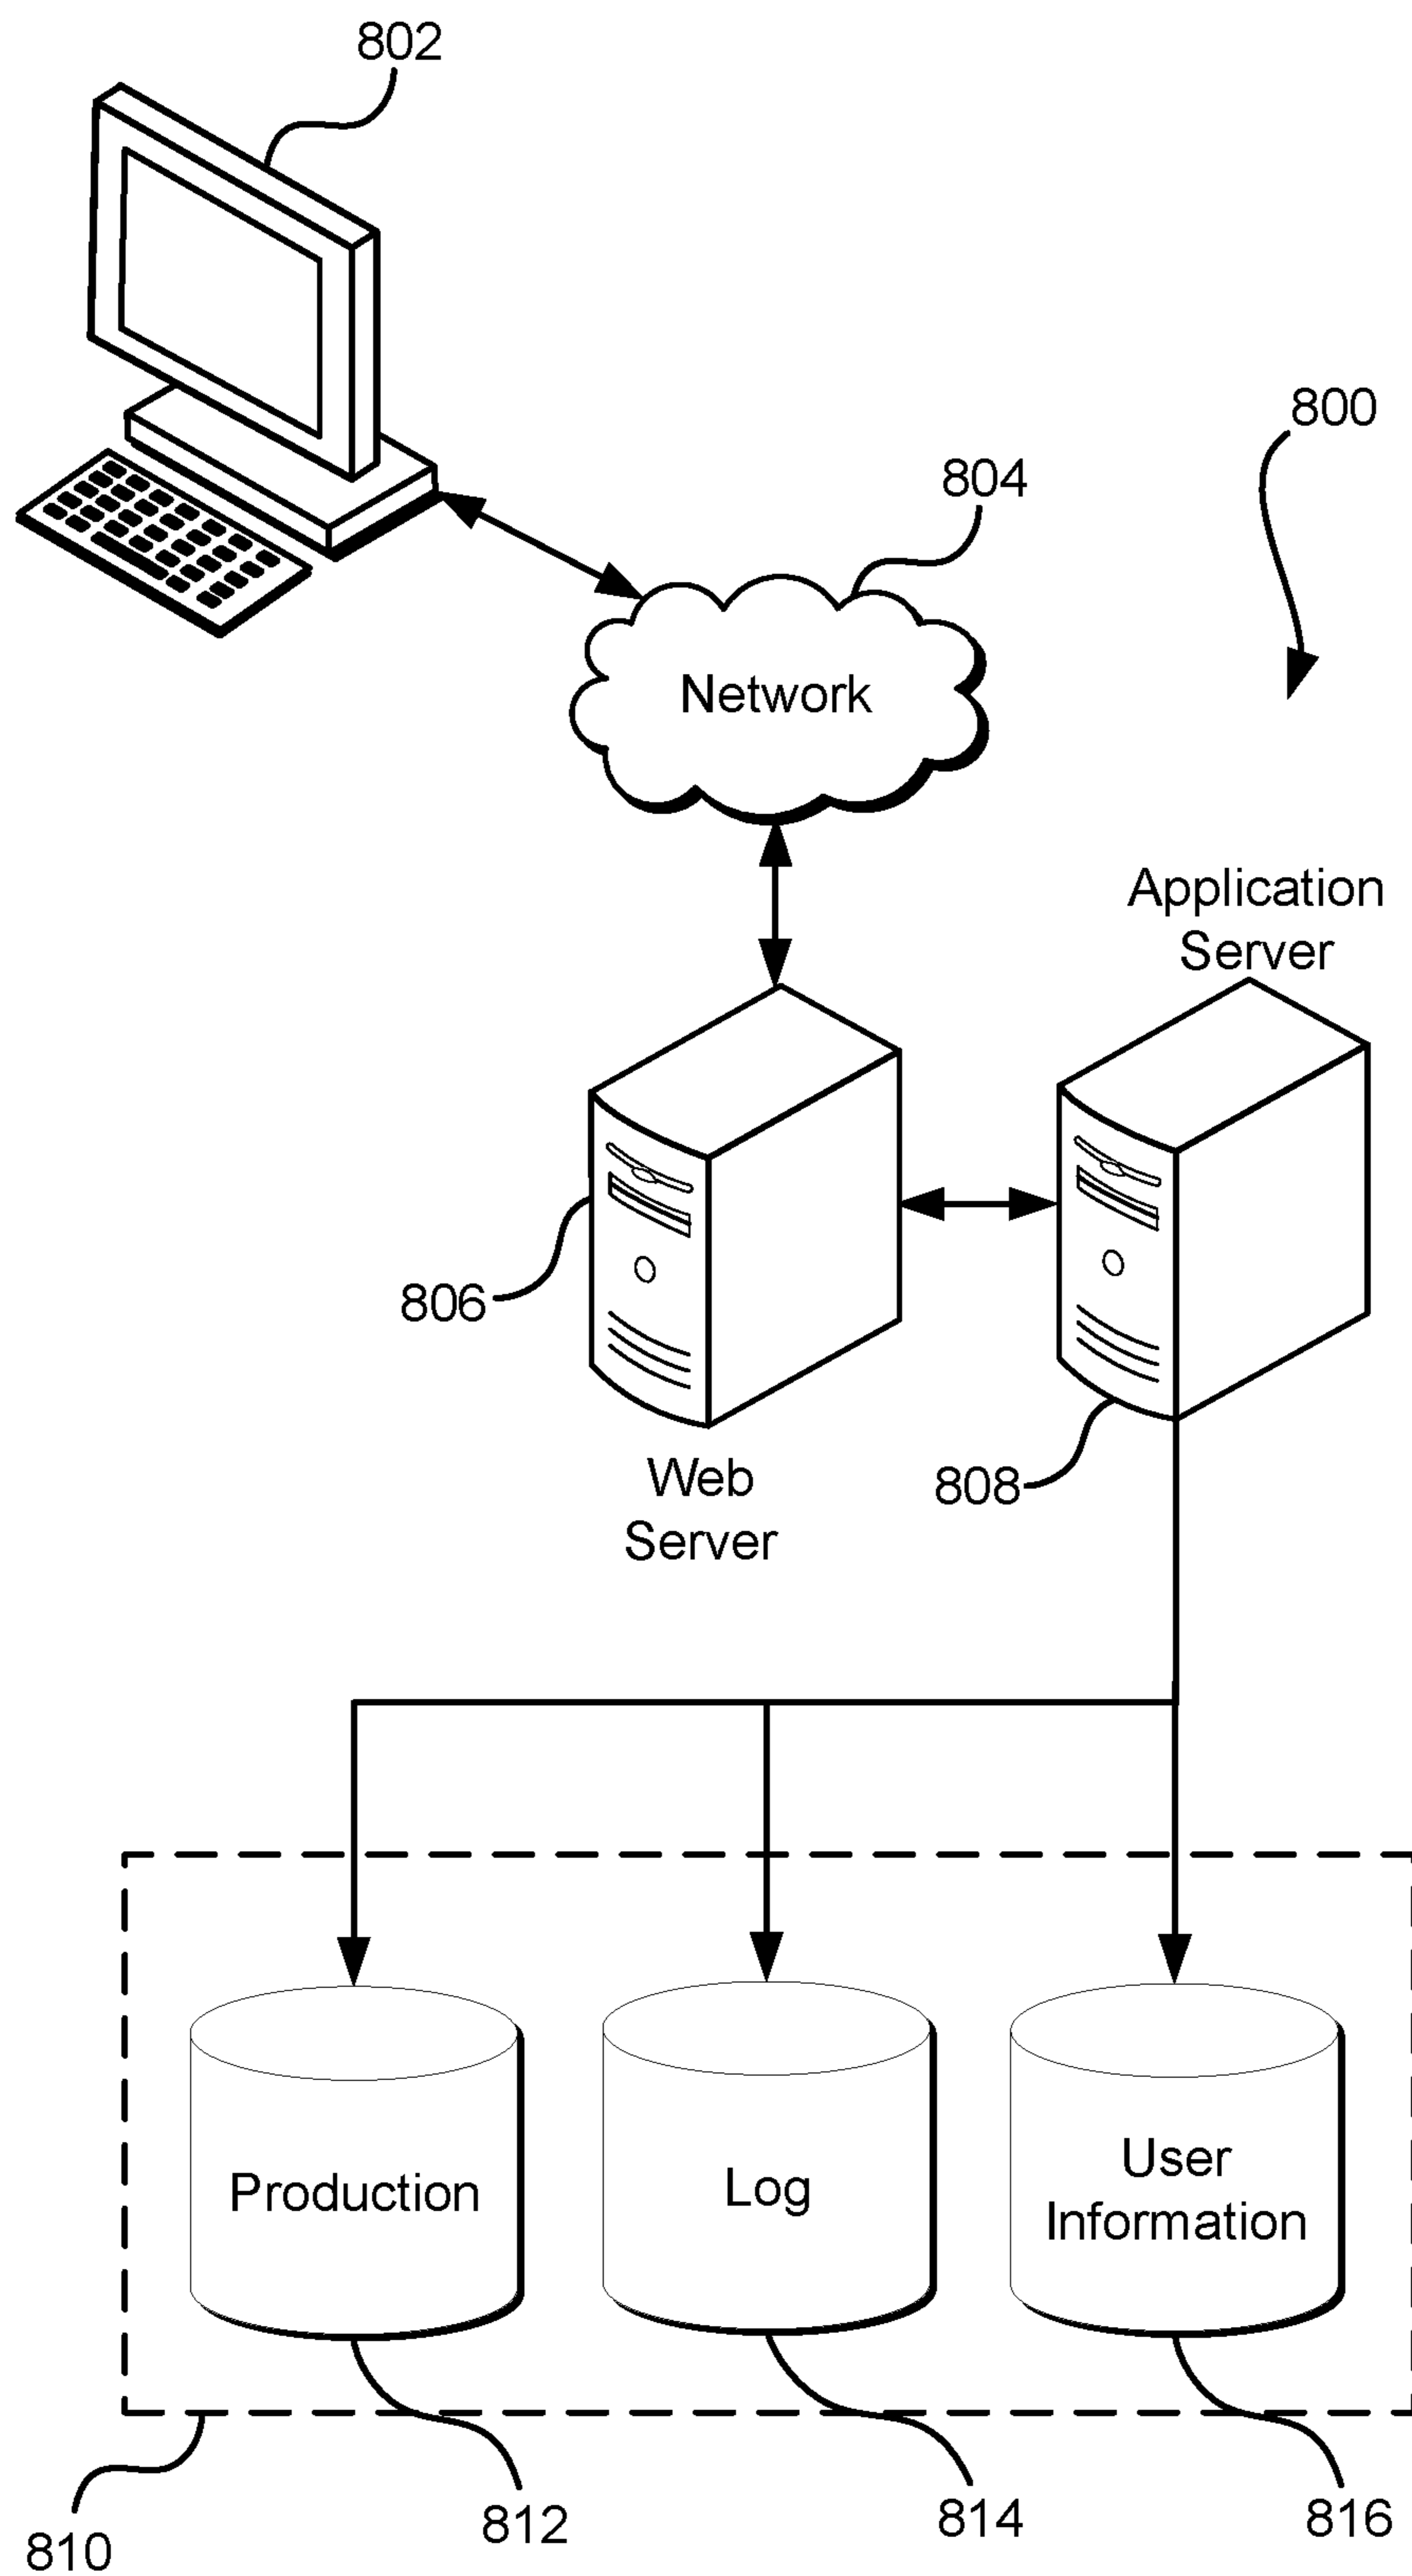 802
800
804
Network
Application
Server
806
808
Web
Server
Production
Log
User
Information
810
812
814
816